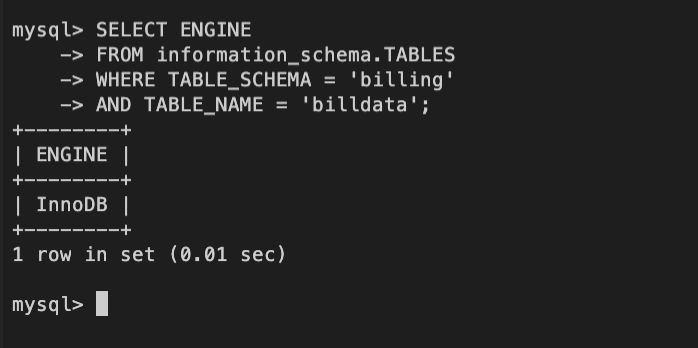 mysql> SELECT ENGINE
    -> FROM information_schema.TABLES
    -> WHERE TABLE_SCHEMA = 'billing'
    -> AND TABLE_NAME = 'billdata';
+--------+
| ENGINE |
+--------+
| InnoDB |
+--------+
1 row in set (0.01 sec)

mysql>